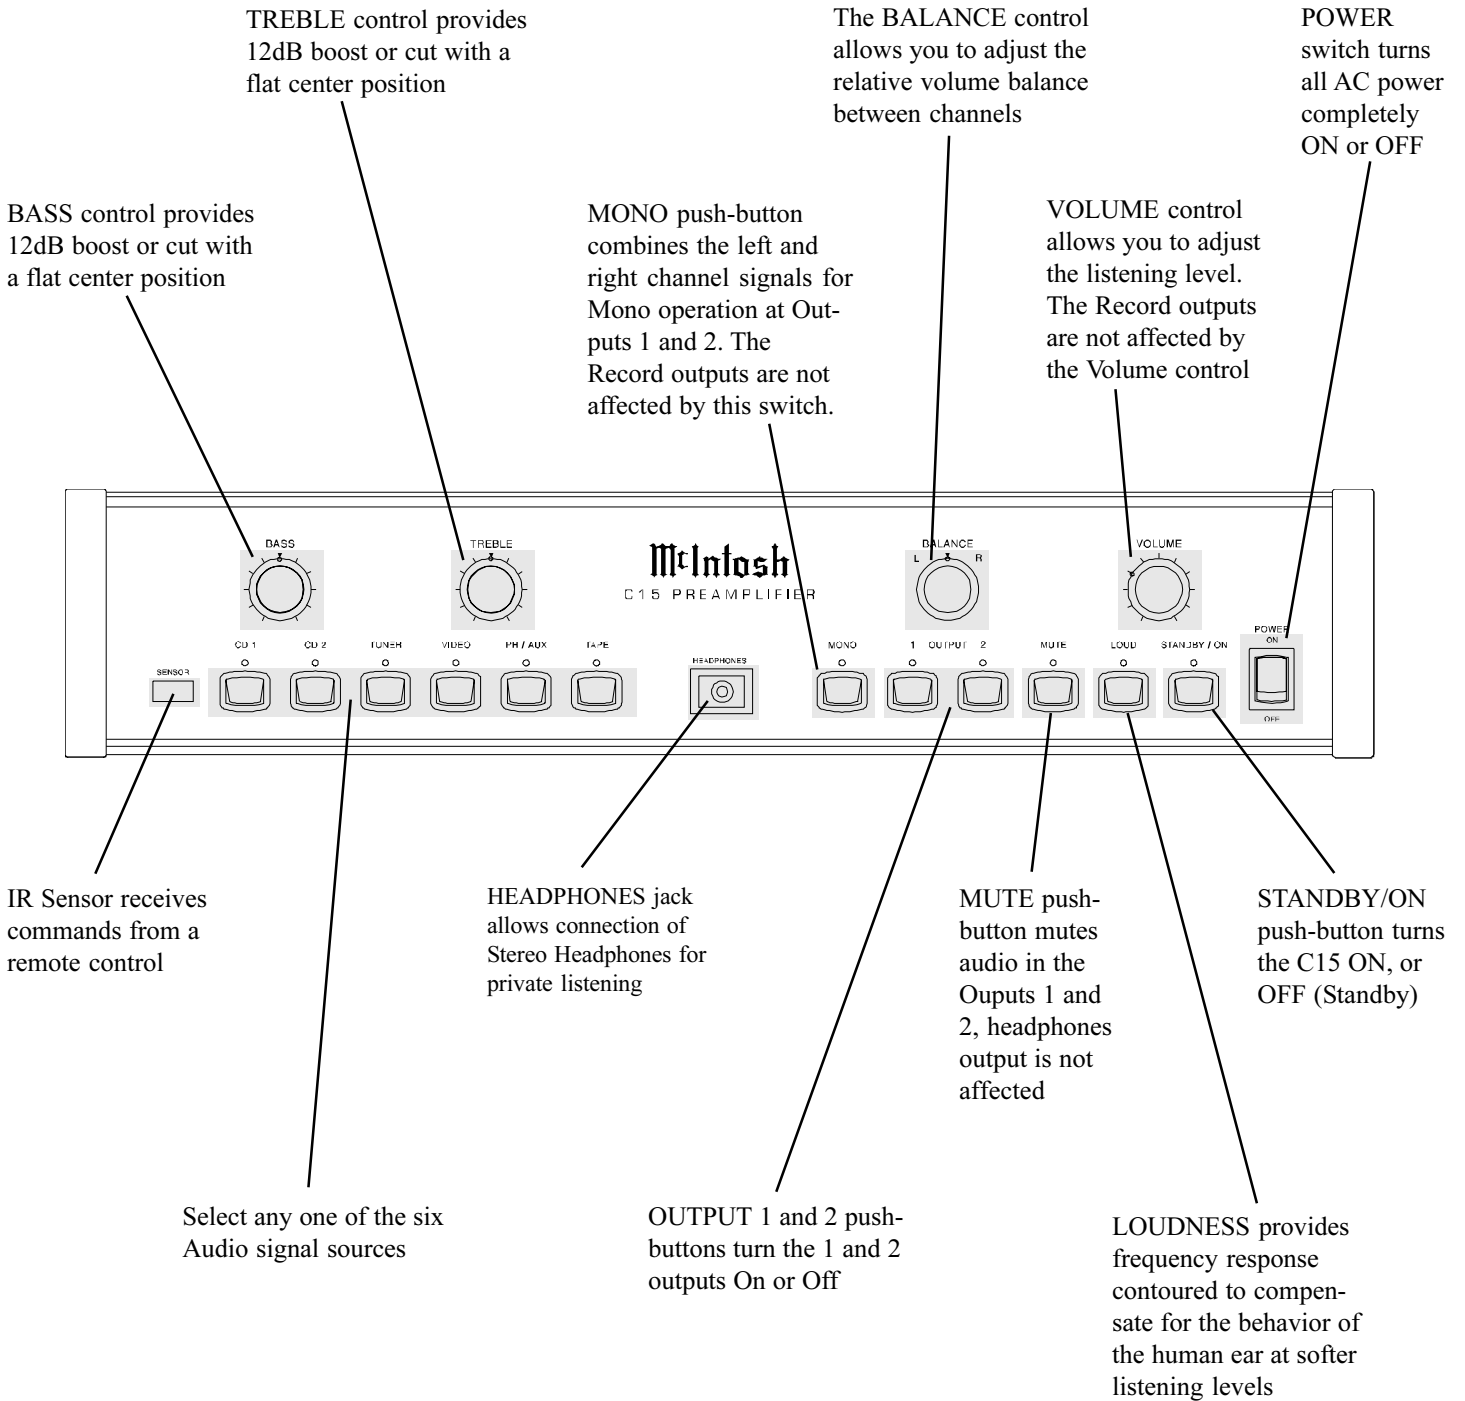 TREBLE control provides
12dB boost or cut with a
flat center position
The BALANCE control
allows you to adjust the
relative volume balance
between channels
POWER
switch turns
all AC power
completely
ON or OFF
BASS control provides
12dB boost or cut with
a flat center position
MONO push-button
combines the left and
right channel signals for
Mono operation at Out-
puts 1 and 2. The
Record outputs are not
affected by this switch.
VOLUME control
allows you to adjust
the listening level.
The Record outputs
are not affected by
the Volume control
BASS
TREBLE
McIntosh
C15 PREAMPLIFIER
BALANCE
L R
VOLUME
POWER
ON
OFF
SENSOR
CD 1 CD 2 TUNER VIDEO PH / AUX TAPE
HEADPHONES
MONO 1 OUTPUT 2 MUTE LOUD STANDBY / ON
IR Sensor receives
commands from a
remote control
HEADPHONES jack
allows connection of
Stereo Headphones for
private listening
MUTE push-
button mutes
audio in the
Ouputs 1 and
2, headphones
output is not
affected
STANDBY/ON
push-button turns
the C15 ON, or
OFF (Standby)
Select any one of the six
Audio signal sources
OUTPUT 1 and 2 push-
buttons turn the 1 and 2
outputs On or Off
LOUDNESS provides
frequency response
contoured to compen-
sate for the behavior of
the human ear at softer
listening levels